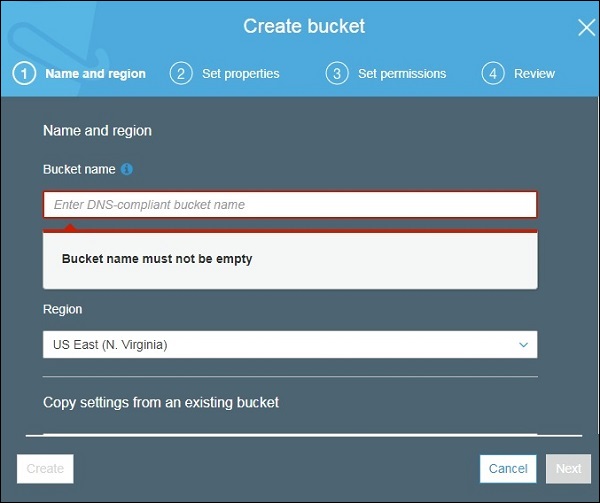 Create bucket
1 Name and region 2 Set properties 3 Set permissions 4 Review
Name and region
Bucket name
Enter DNS-compliant bucket name
Bucket name must not be empty
Region
US East (N. Virginia)
Copy settings from an existing bucket
Create Cancel Next